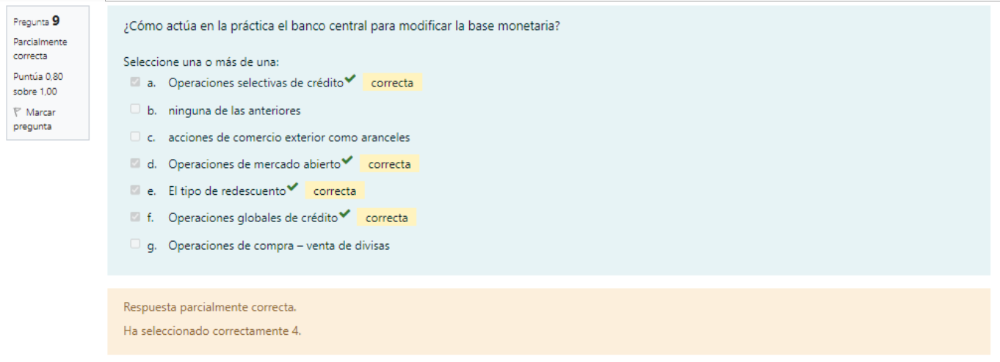 Pregunta 9
Parcialmente
correcta
Puntúa 0,80
sobre 1,00
Marcar
pregunta
¿Cómo actúa en la práctica el banco central para modificar la base monetaria?
Seleccione una o más de una:
a. Operaciones selectivas de crédito correcta
b. ninguna de las anteriores
c. acciones de comercio exterior como aranceles
d. Operaciones de mercado abierto correcta
e. El tipo de redescuento correcta
f. Operaciones globales de crédito correcta
g. Operaciones de compra – venta de divisas
Respuesta parcialmente correcta.
Ha seleccionado correctamente 4.